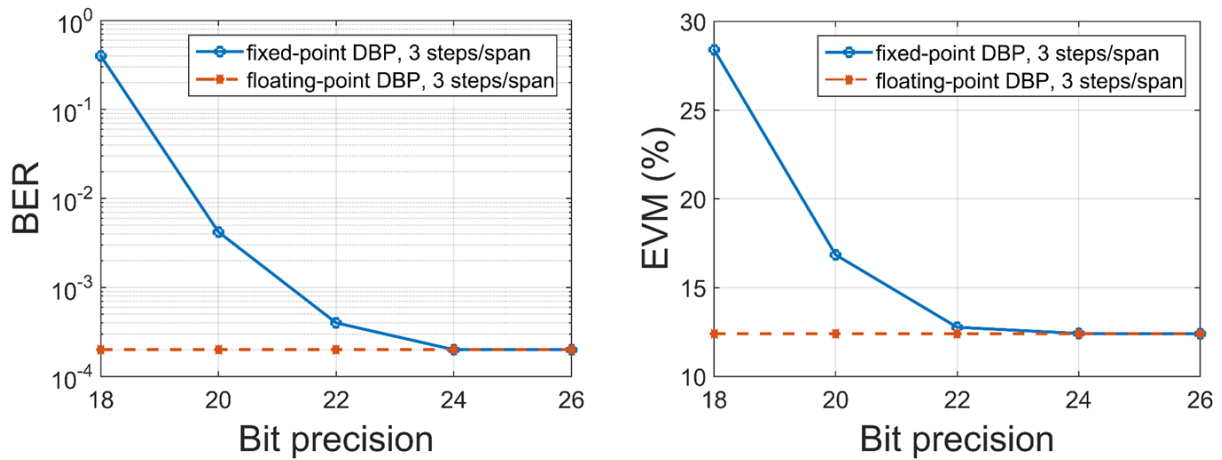 10⁰
10⁻¹
10⁻²
10⁻³
10⁻⁴
BER
fixed-point DBP, 3 steps/span
floating-point DBP, 3 steps/span
18 20 22 24 26
Bit precision
30
25
20
15
10
EVM (%)
fixed-point DBP, 3 steps/span
floating-point DBP, 3 steps/span
18 20 22 24 26
Bit precision